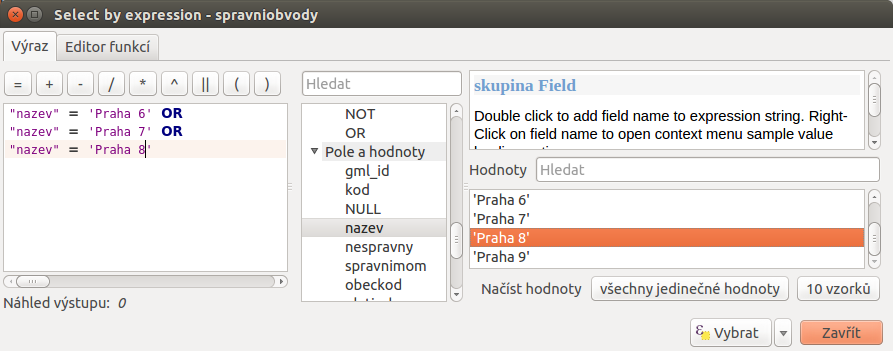 Select by expression - spravniobvody
Výraz
Editor funkcí
= + - / * ^ || ( )
"nazev" = 'Praha 6' OR
"nazev" = 'Praha 7' OR
"nazev" = 'Praha 8'
Náhled výstupu: 0
Hledat
NOT
OR
Pole a hodnoty
gml_id
kod
NULL
nazev
nespravny
spravnimom
obeckod
skupina Field
Double click to add field name to expression string. Right-
Click on field name to open context menu sample value
Hodnoty
Hledat
'Praha 6'
'Praha 7'
'Praha 8'
'Praha 9'
Načíst hodnoty
všechny jedinečné hodnoty
10 vzorků
Vybrat
Zavřít